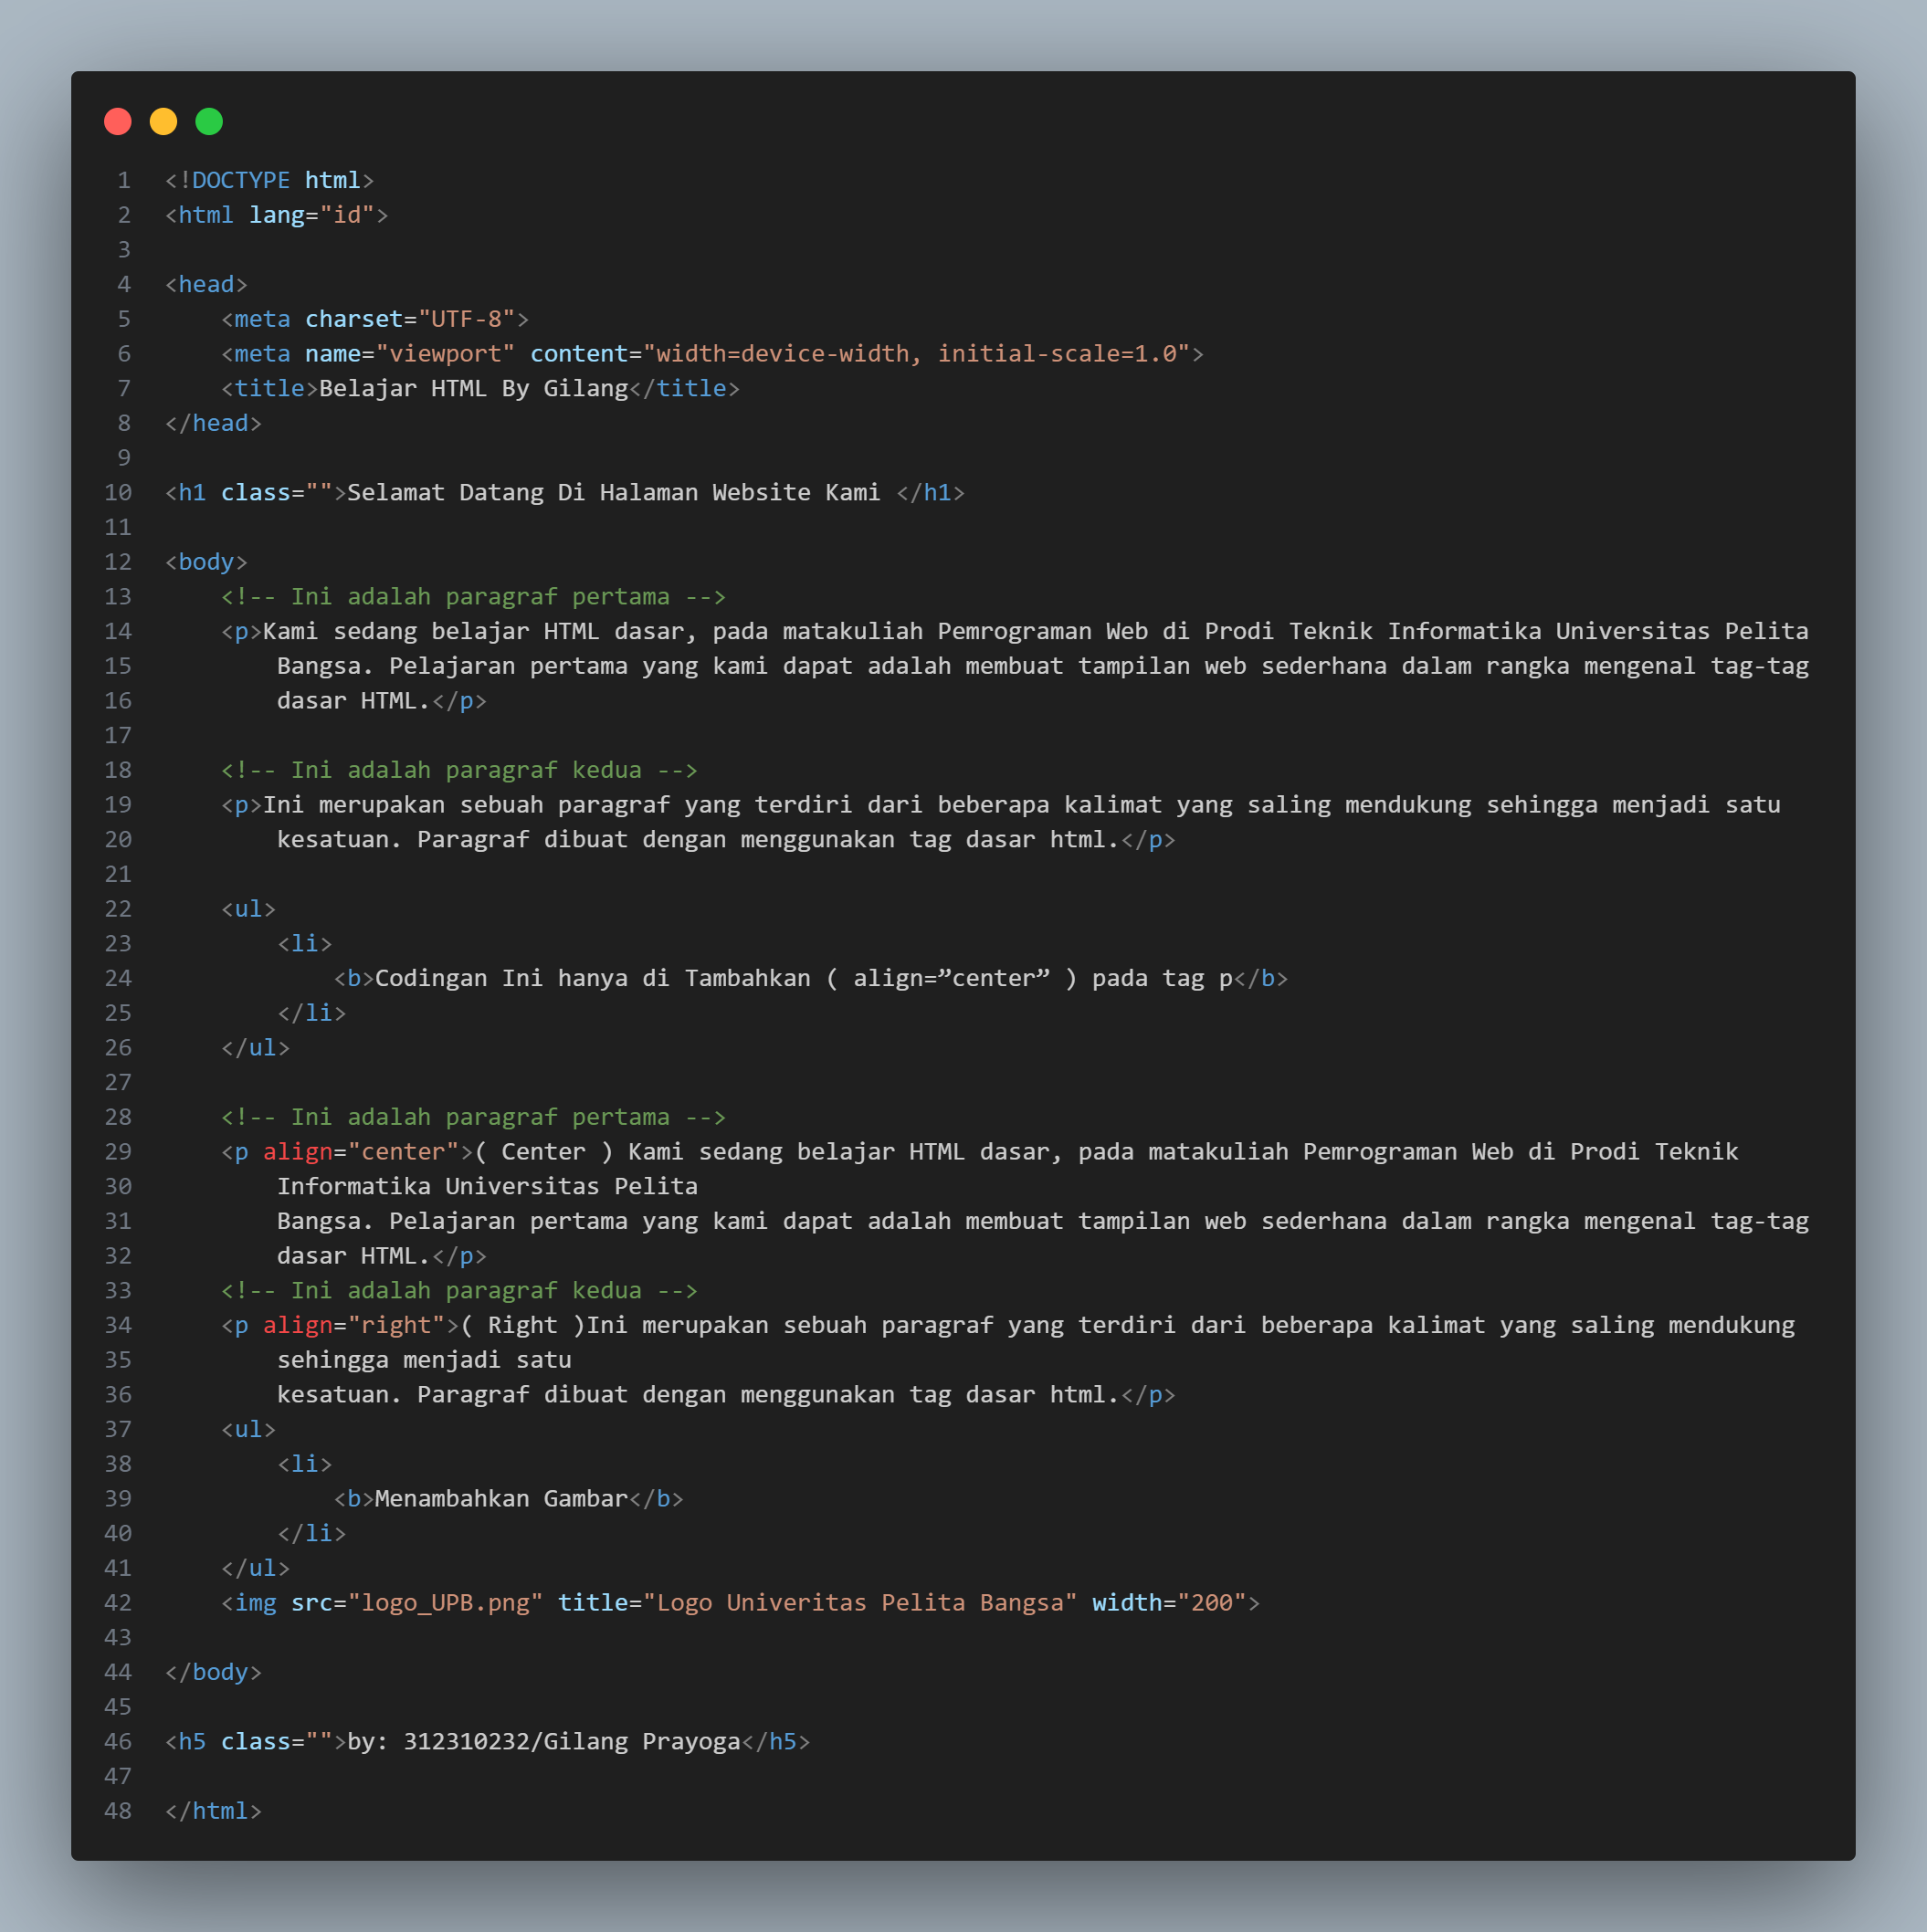 1 <!DOCTYPE html>
2 <html lang="id">
3
4 <head>
5     <meta charset="UTF-8">
6     <meta name="viewport" content="width=device-width, initial-scale=1.0">
7     <title>Belajar HTML By Gilang</title>
8 </head>
9
10 <h1 class="">Selamat Datang Di Halaman Website Kami </h1>
11
12 <body>
13     <!-- Ini adalah paragraf pertama -->
14     <p>Kami sedang belajar HTML dasar, pada matakuliah Pemrograman Web di Prodi Teknik Informatika Universitas Pelita
15         Bangsa. Pelajaran pertama yang kami dapat adalah membuat tampilan web sederhana dalam rangka mengenal tag-tag
16         dasar HTML.</p>
17
18     <!-- Ini adalah paragraf kedua -->
19     <p>Ini merupakan sebuah paragraf yang terdiri dari beberapa kalimat yang saling mendukung sehingga menjadi satu
20         kesatuan. Paragraf dibuat dengan menggunakan tag dasar html.</p>
21
22     <ul>
23         <li>
24             <b>Codingan Ini hanya di Tambahkan ( align=”center” ) pada tag p</b>
25         </li>
26     </ul>
27
28     <!-- Ini adalah paragraf pertama -->
29     <p align="center">( Center ) Kami sedang belajar HTML dasar, pada matakuliah Pemrograman Web di Prodi Teknik
30         Informatika Universitas Pelita
31         Bangsa. Pelajaran pertama yang kami dapat adalah membuat tampilan web sederhana dalam rangka mengenal tag-tag
32         dasar HTML.</p>
33     <!-- Ini adalah paragraf kedua -->
34     <p align="right">( Right )Ini merupakan sebuah paragraf yang terdiri dari beberapa kalimat yang saling mendukung
35         sehingga menjadi satu
36         kesatuan. Paragraf dibuat dengan menggunakan tag dasar html.</p>
37     <ul>
38         <li>
39             <b>Menambahkan Gambar</b>
40         </li>
41     </ul>
42     <img src="logo_UPB.png" title="Logo Univeritas Pelita Bangsa" width="200">
43
44 </body>
45
46 <h5 class="">by: 312310232/Gilang Prayoga</h5>
47
48 </html>